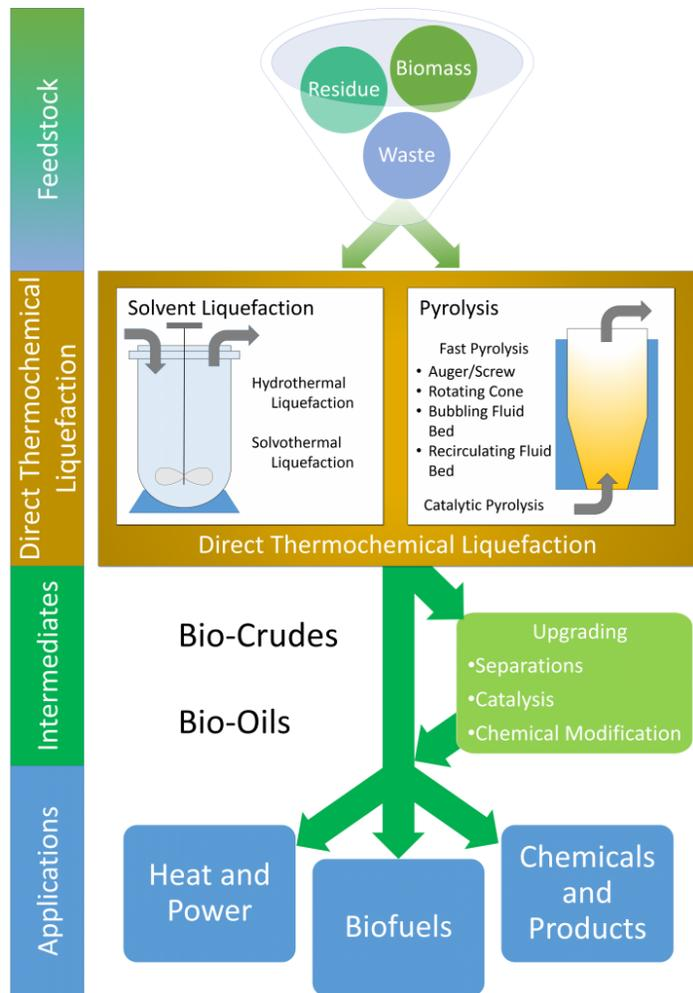 Feedstock
Residue
Biomass
Waste
Direct Thermochemical
Liquefaction
Solvent Liquefaction
Hydrothermal
Liquefaction
Solvothermal
Liquefaction
Pyrolysis
Fast Pyrolysis
• Auger/Screw
• Rotating Cone
• Bubbling Fluid
Bed
• Recirculating Fluid
Bed
Catalytic Pyrolysis
Direct Thermochemical Liquefaction
Intermediates
Bio-Crudes
Bio-Oils
Upgrading
•Separations
•Catalysis
•Chemical Modification
Applications
Heat and
Power
Biofuels
Chemicals
and
Products